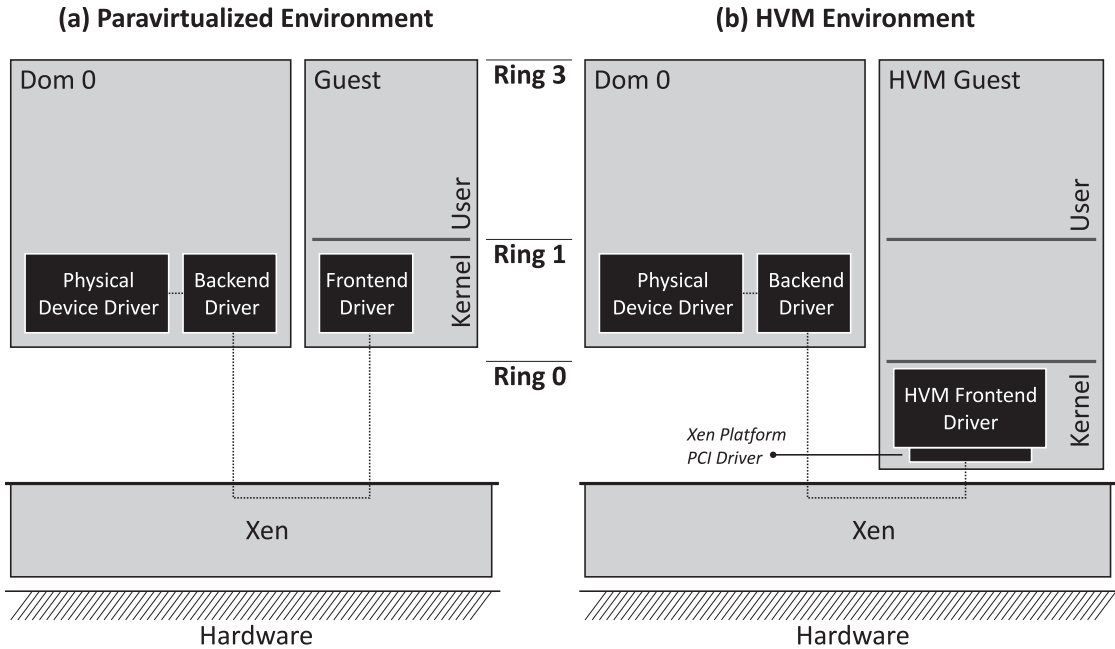 (a) Paravirtualized Environment
Dom 0
Guest
User
Kernel
Physical
Device Driver
Backend
Driver
Frontend
Driver
Xen
Hardware
Ring 3
Ring 1
Ring 0
(b) HVM Environment
Dom 0
HVM Guest
User
Kernel
Physical
Device Driver
Backend
Driver
HVM Frontend
Driver
Xen Platform
PCI Driver
Xen
Hardware